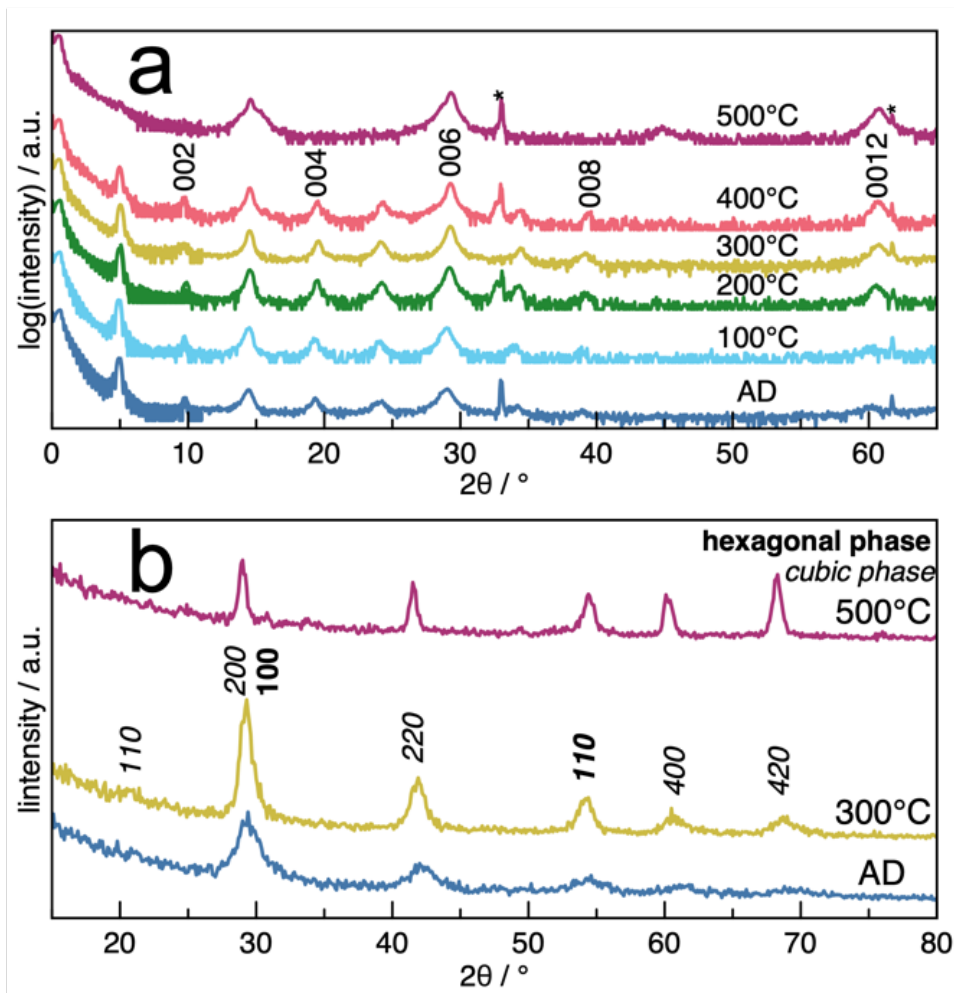 a
500°C
*
*
002
004
006
008
0012
400°C
300°C
200°C
100°C
AD
log(intensity) / a.u.
0 10 20 30 40 50 60
2θ / °
b
hexagonal phase
cubic phase
500°C
200
100
110
220
110
400
420
300°C
AD
lintensity / a.u.
20 30 40 50 60 70 80
2θ / °